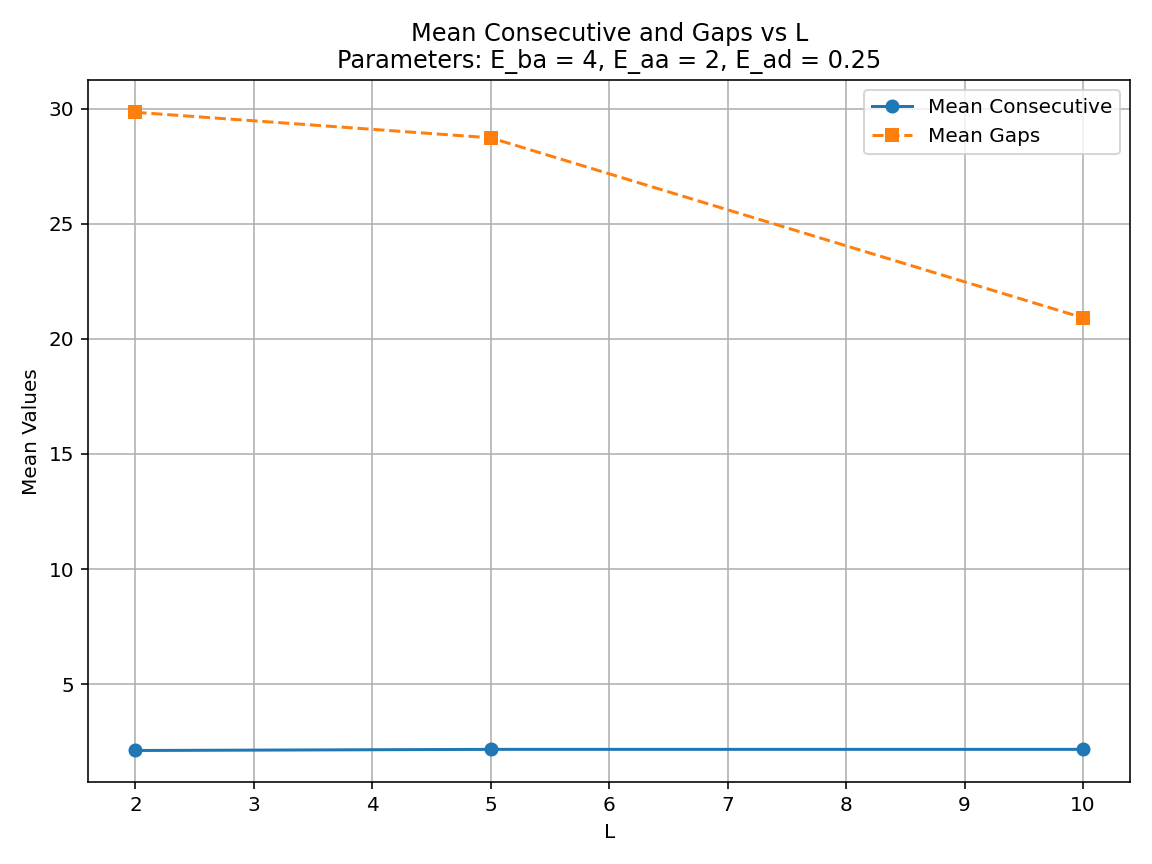 Mean Consecutive and Gaps vs L
Parameters: E_ba = 4, E_aa = 2, E_ad = 0.25
Mean Consecutive
Mean Gaps
30
25
20
15
10
5
Mean Values
2 3 4 5 6 7 8 9 10
L